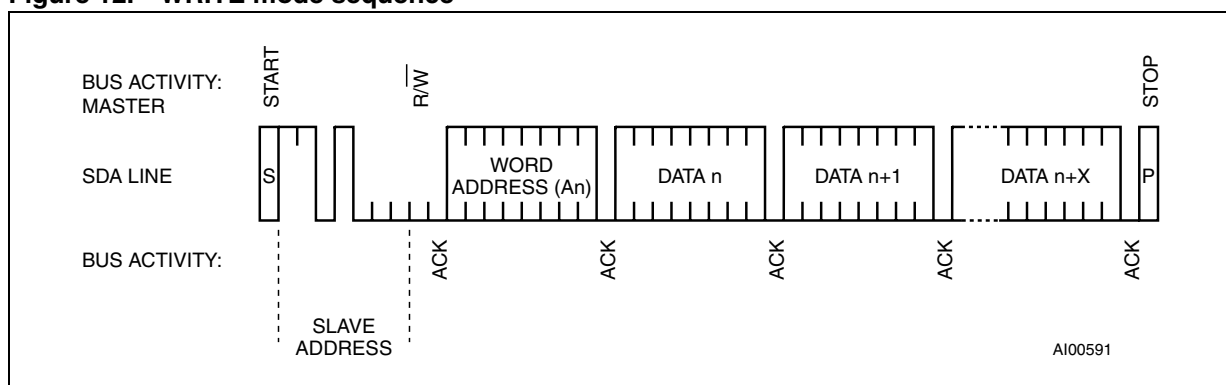 Figure 12. WRITE mode sequence
BUS ACTIVITY:
MASTER
START
R/W
STOP
SDA LINE
S
WORD
ADDRESS (An)
DATA n
DATA n+1
DATA n+X
P
BUS ACTIVITY:
ACK
ACK
ACK
ACK
ACK
SLAVE
ADDRESS
AI00591